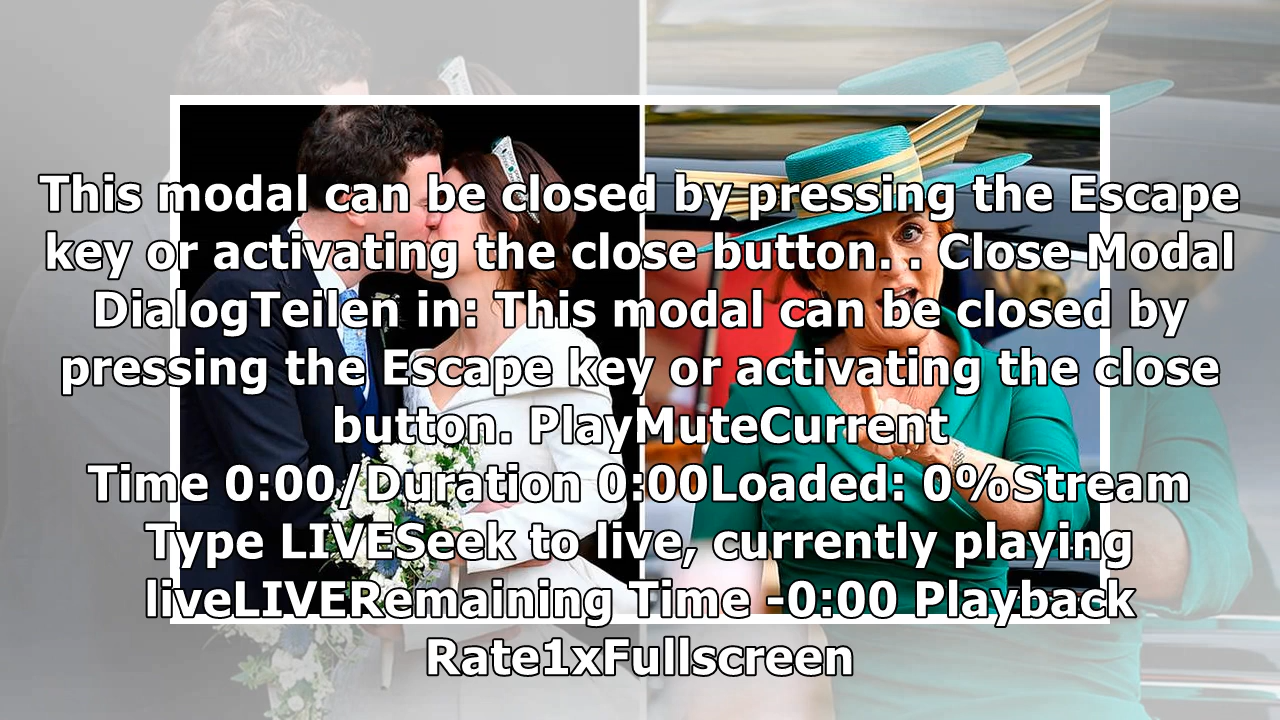 This modal can be closed by pressing the Escape
key or activating the close button. . Close Modal
DialogTeilen in: This modal can be closed by
pressing the Escape key or activating the close
button. PlayMuteCurrent
Time 0:00/Duration 0:00Loaded: 0%Stream
Type LIVESeek to live, currently playing
liveLIVERemaining Time -0:00 Playback
Rate1xFullscreen